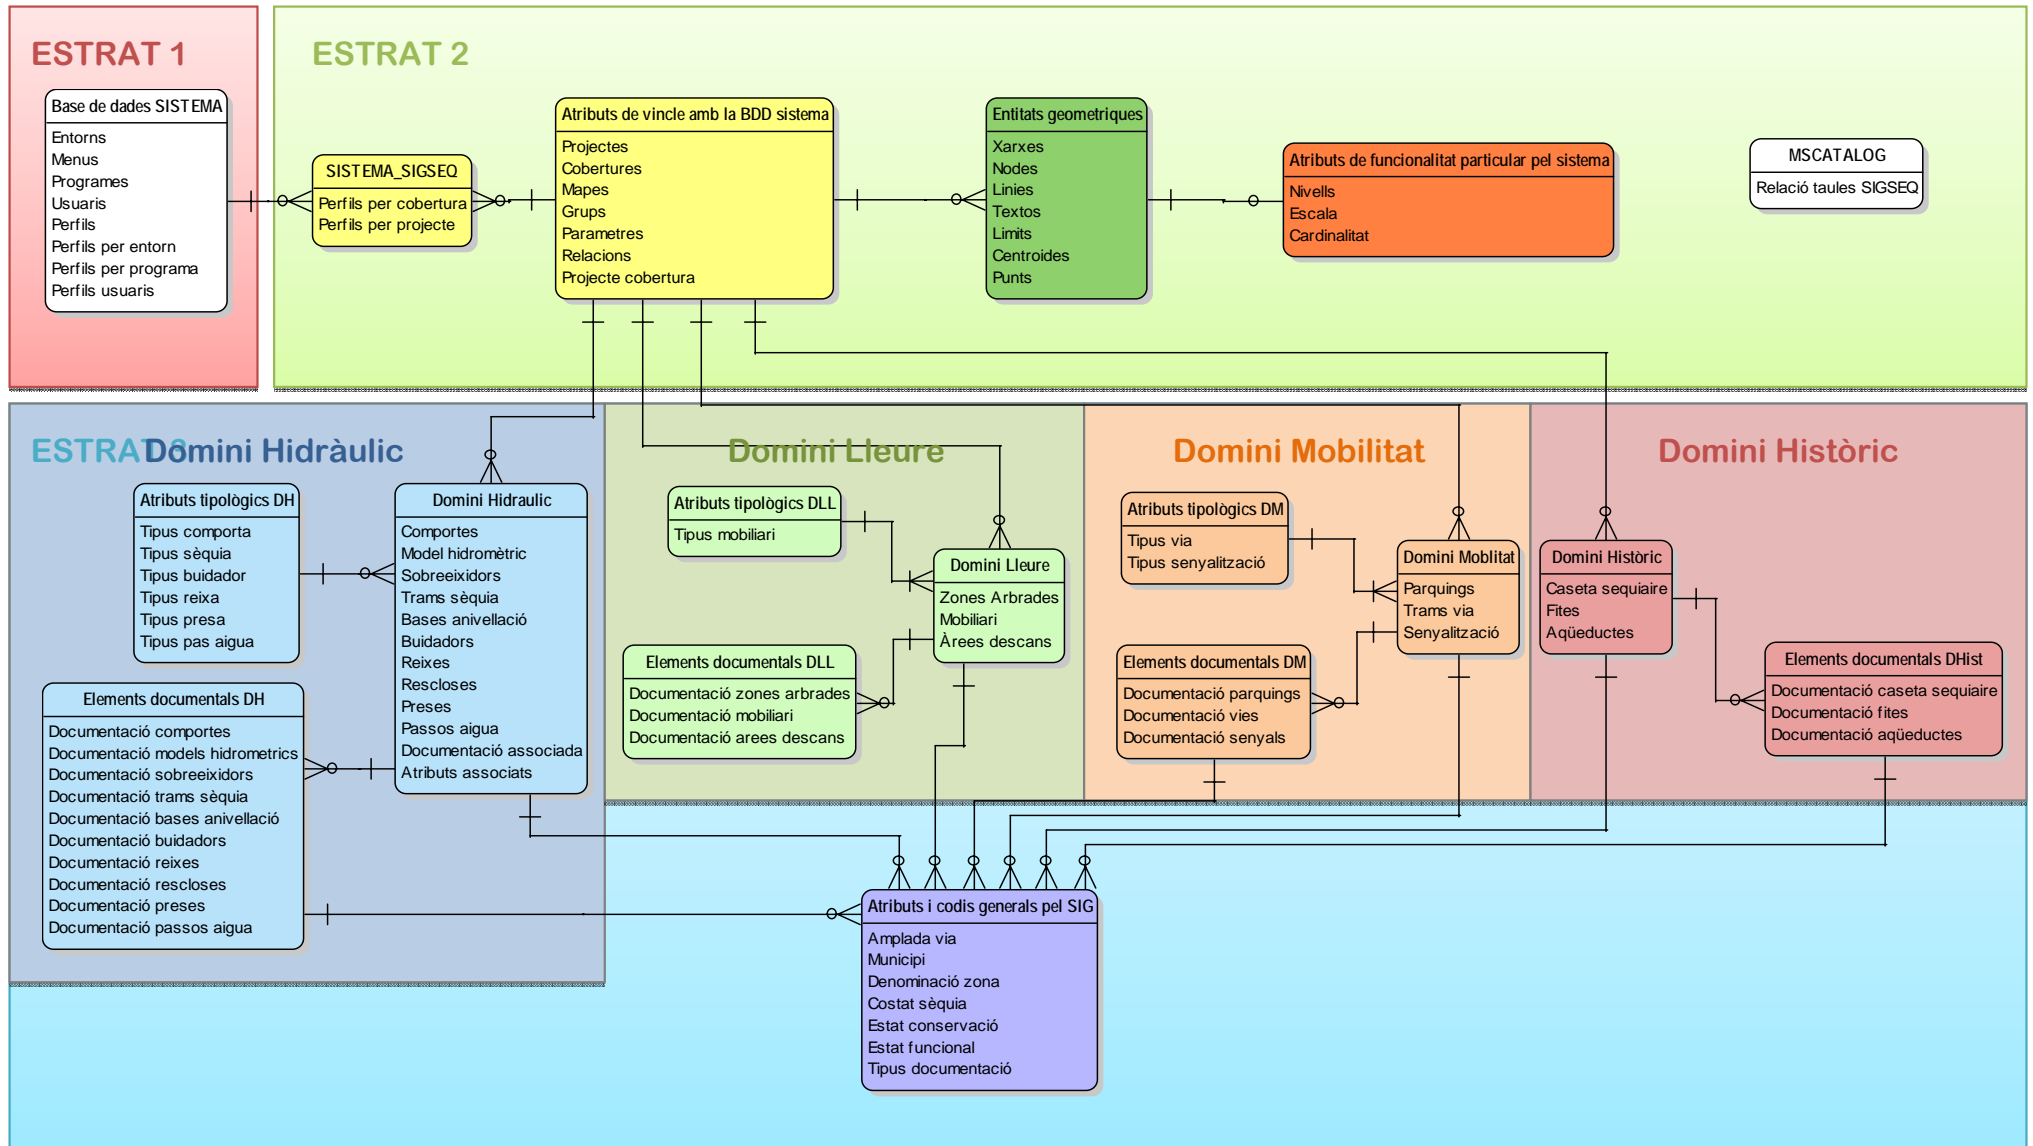 ESTRAT 1
Base de dades SISTEMA
Entorns
Menus
Programes
Usuaris
Perfils
Perfils per entorn
Perfils per programa
Perfils usuaris
ESTRAT 2
SISTEMA_SIGSEQ
Perfils per cobertura
Perfils per projecte
Atributs de vincle amb la BDD sistema
Projectes
Cobertures
Mapes
Grups
Parametres
Relacions
Projecte cobertura
Entitats geometriques
Xarxes
Nodes
Linies
Textos
Limits
Centroides
Punts
Atributs de funcionalitat particular pel sistema
Nivells
Escala
Cardinalitat
MSCATALOG
Relació taules SIGSEQ
ESTRAT
Domini Hidràulic
Atributs tipològics DH
Tipus comporta
Tipus sèquia
Tipus buidador
Tipus reixa
Tipus presa
Tipus pas aigua
Domini Hidraulic
Comportes
Model hidromètric
Sobreeixidors
Trams sèquia
Bases anivellació
Buidadors
Reixes
Rescloses
Preses
Passos aigua
Documentació associada
Atributs associats
Elements documentals DH
Documentació comportes
Documentació models hidrometrics
Documentació sobreeixidors
Documentació trams sèquia
Documentació bases anivellació
Documentació buidadors
Documentació reixes
Documentació rescloses
Documentació preses
Documentació passos aigua
Domini Lleure
Atributs tipològics DLL
Tipus mobiliari
Domini Lleure
Zones Arbrades
Mobiliari
Àrees descans
Elements documentals DLL
Documentació zones arbrades
Documentació mobiliari
Documentació arees descans
Domini Mobilitat
Atributs tipològics DM
Tipus via
Tipus senyalització
Domini Moblitat
Parquings
Trams via
Senyalització
Elements documentals DM
Documentació parquings
Documentació vies
Documentació senyals
Domini Històric
Domini Històric
Caseta sequiaire
Fites
Aqüeductes
Elements documentals DHist
Documentació caseta sequiaire
Documentació fites
Documentació aqüeductes
Atributs i codis generals pel SIG
Amplada via
Municipi
Denominació zona
Costat sèquia
Estat conservació
Estat funcional
Tipus documentació